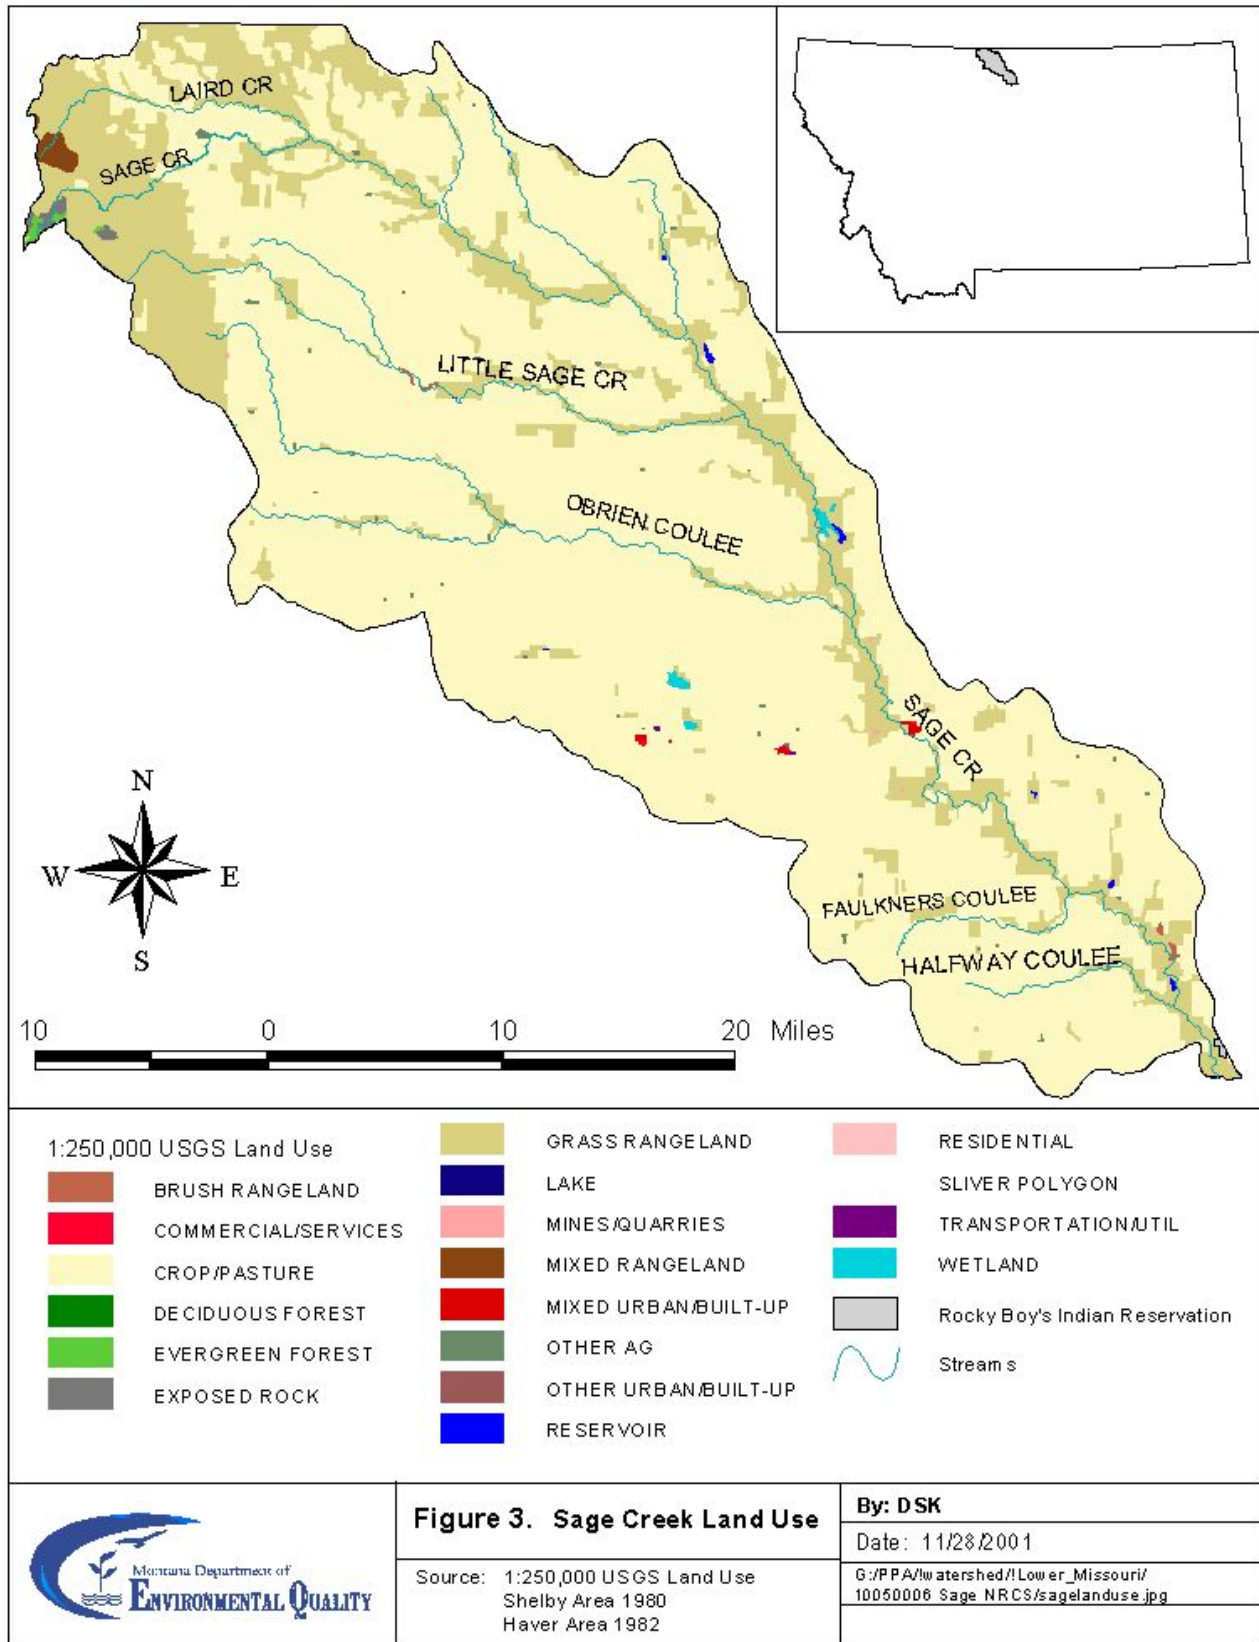 LAIRD CR
SAGE CR
LITTLE SAGE CR
OBRIEN COULEE
SAGE CR
FAULKNERS COULEE
HALFWAY COULEE
N
W
E
S
10 0 10 20 Miles
1:250,000 USGS Land Use
BRUSH RANGELAND
COMMERCIAL/SERVICES
CROP/PASTURE
DECIDUOUS FOREST
EVERGREEN FOREST
EXPOSED ROCK
GRASS RANGELAND
LAKE
MINES/QUARRIES
MIXED RANGELAND
MIXED URBAN/BUILT-UP
OTHER AG
OTHER URBAN/BUILT-UP
RESERVOIR
RESIDENTIAL
SLIVER POLYGON
TRANSPORTATION/UTIL
WETLAND
Rocky Boy's Indian Reservation
Streams
Montana Department of
ENVIRONMENTAL QUALITY
Figure 3. Sage Creek Land Use
Source: 1:250,000 USGS Land Use
Shelby Area 1980
Haver Area 1982
By: DSK
Date: 11/28/2001
G:/PPA/!watershed/!Lower_Missouri/
10050006 Sage NRCS/sagelanduse.jpg